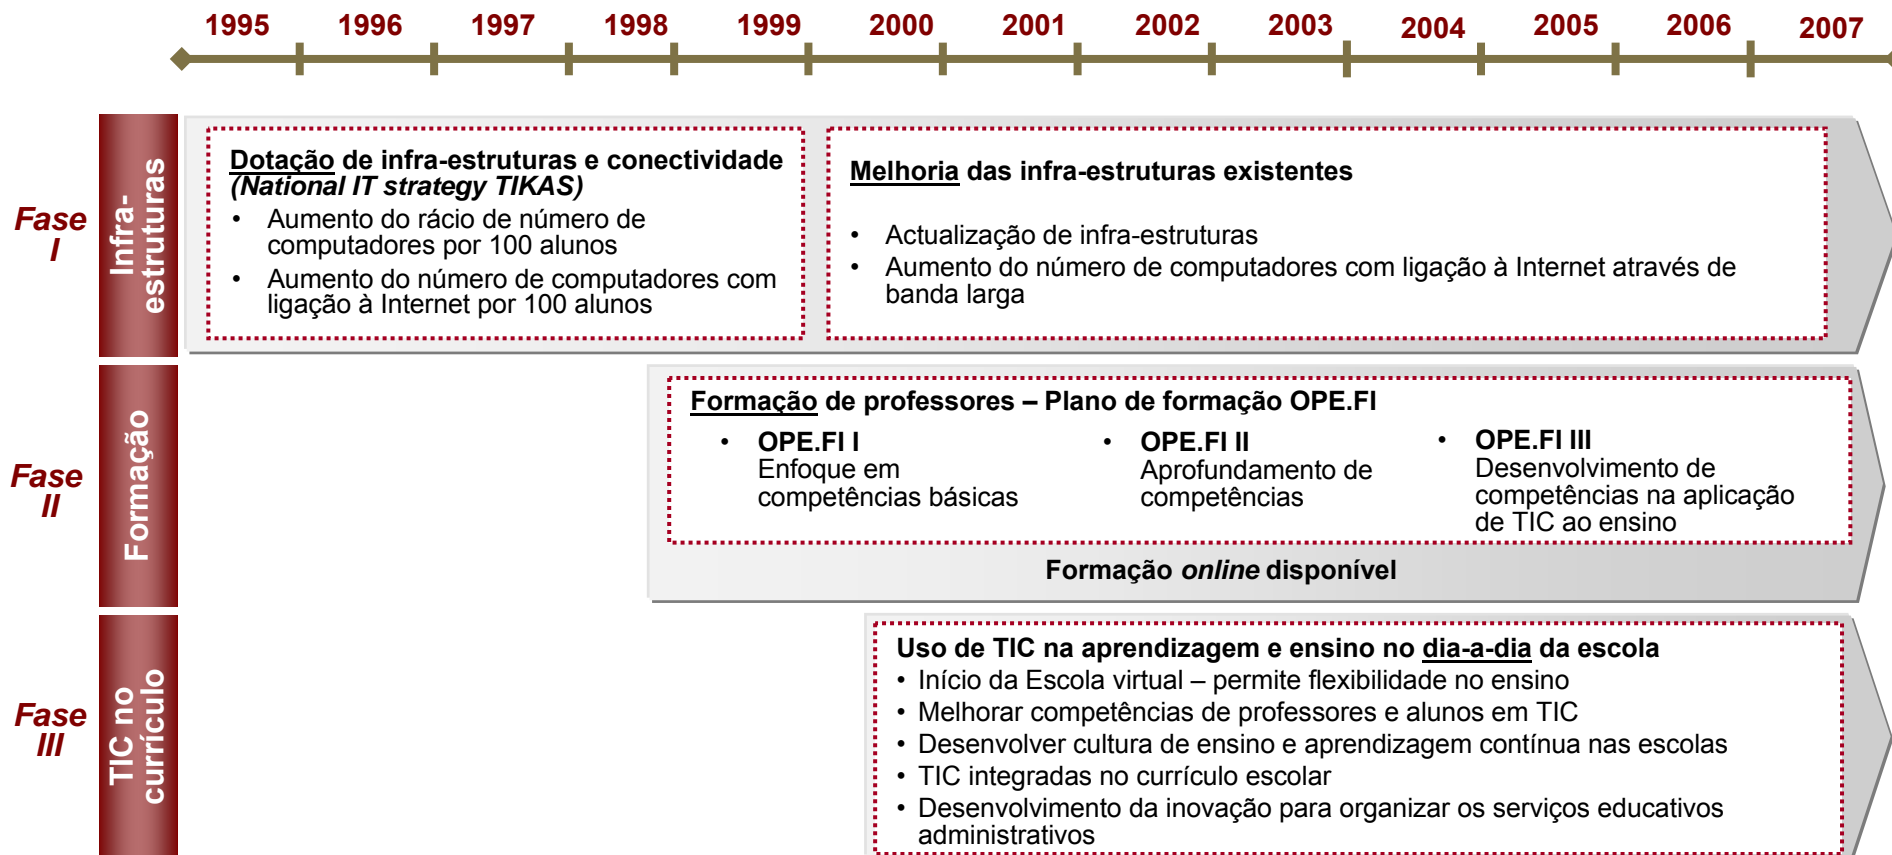 1995 1996 1997 1998 1999 2000 2001 2002 2003 2004 2005 2006 2007
Fase
I
Infra-
estruturas
Dotação de infra-estruturas e conectividade
(National IT strategy TIKAS)
• Aumento do rácio de número de
computadores por 100 alunos
• Aumento do número de computadores com
ligação à Internet por 100 alunos
Melhoria das infra-estruturas existentes
• Actualização de infra-estruturas
• Aumento do número de computadores com ligação à Internet através de
banda larga
Fase
II
Formação
Formação de professores – Plano de formação OPE.FI
• OPE.FI I
Enfoque em
competências básicas
• OPE.FI II
Aprofundamento de
competências
• OPE.FI III
Desenvolvimento de
competências na aplicação
de TIC ao ensino
Formação online disponível
Fase
III
TIC no
currículo
Uso de TIC na aprendizagem e ensino no dia-a-dia da escola
• Início da Escola virtual – permite flexibilidade no ensino
• Melhorar competências de professores e alunos em TIC
• Desenvolver cultura de ensino e aprendizagem contínua nas escolas
• TIC integradas no currículo escolar
• Desenvolvimento da inovação para organizar os serviços educativos
administrativos